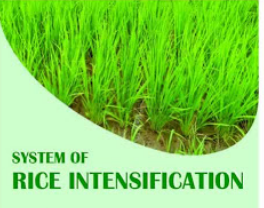 SYSTEM OF
RICE INTENSIFICATION